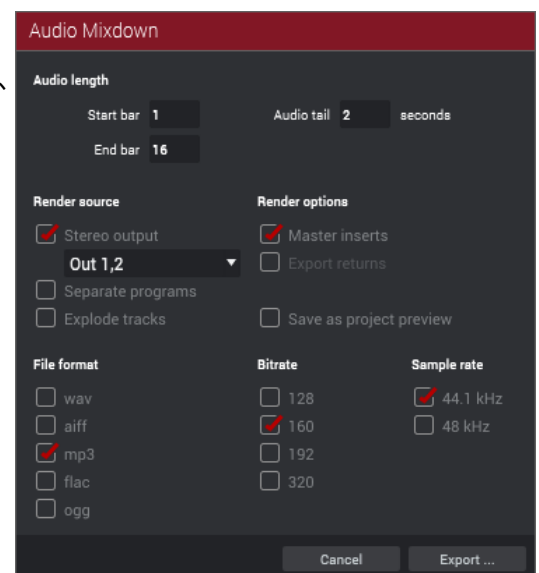 Audio Mixdown
Audio length
Start bar 1 Audio tail 2 seconds
End bar 16
Render source Render options
Stereo output Master inserts
Out 1,2 Export returns
Separate programs
Explode tracks Save as project preview
File format Bitrate Sample rate
wav 128 44.1 kHz
aiff 160 48 kHz
mp3 192
flac 320
ogg
Cancel Export ...